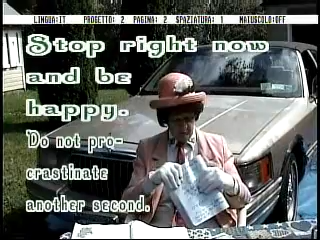 LINGUA:IT PROGETTO: 2 PAGINA: 2 SPAZIATURA: 1 MAIUSCOLO:OFF
Stop right now
and be
happy.
Do not pro-
crastinate
another second.